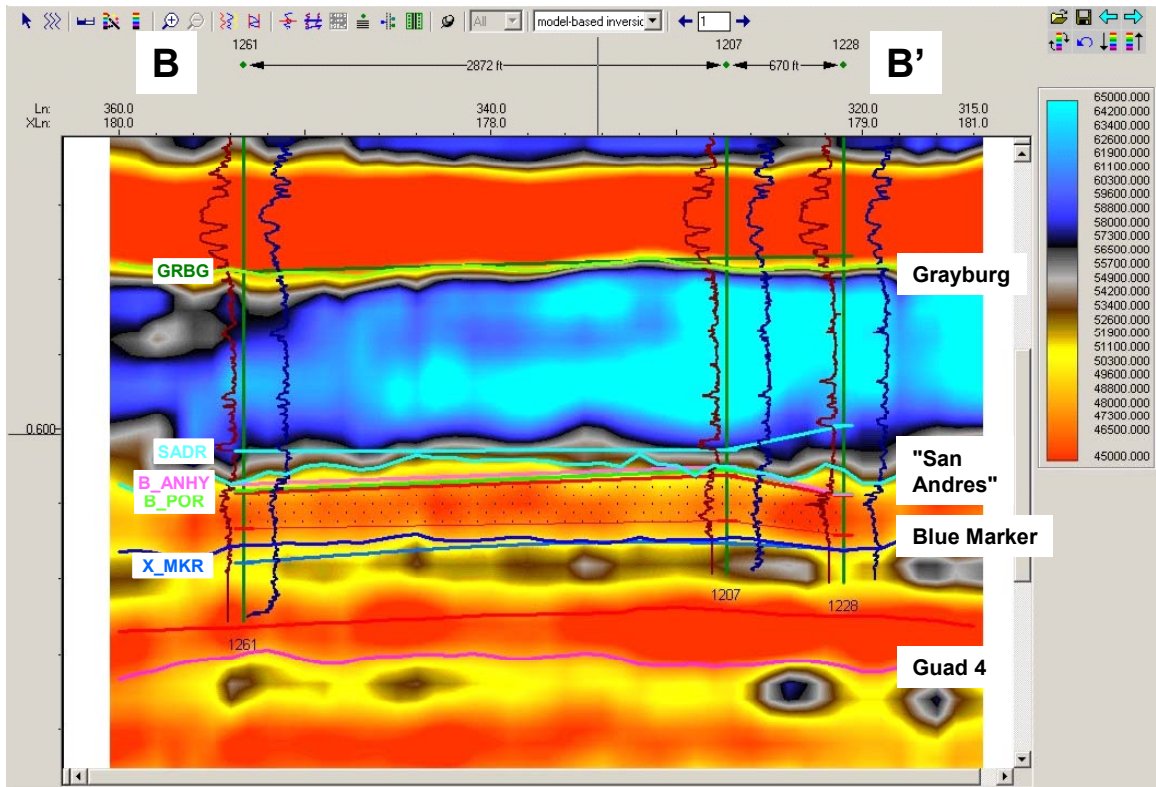 All
model-based inversic
1
B
1261
1207
1228
B'
2872 ft
670 ft
Ln: 360.0 340.0 320.0 315.0
XLn: 180.0 178.0 179.0 181.0
65000.000
64200.000
63400.000
62600.000
61900.000
61100.000
60300.000
59600.000
58800.000
58000.000
57300.000
56500.000
55700.000
54900.000
54200.000
53400.000
52600.000
51900.000
51100.000
50300.000
49600.000
48800.000
48000.000
47300.000
46500.000
45000.000
GRBG
Grayburg
0.600
SADR
B_ANHY
B_POR
"San
Andres"
Blue Marker
X_MKR
1207
1228
1261
Guad 4